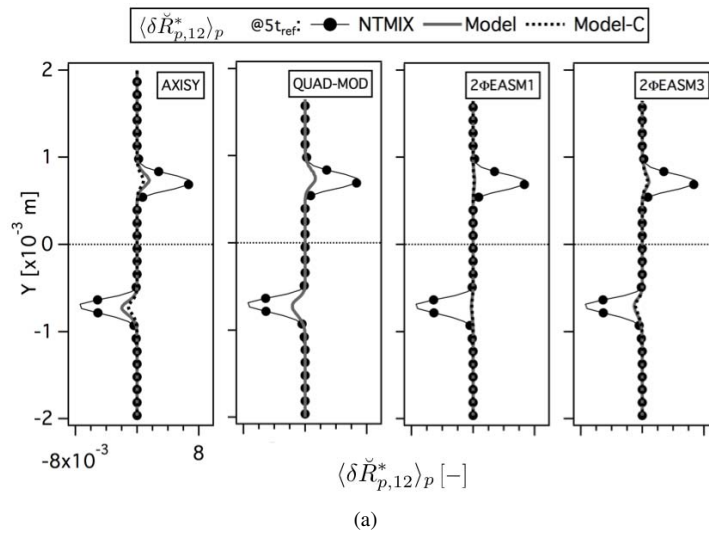 ⟨δR̆*p,12⟩p @5tref: NTMIX Model Model-C
AXISY QUAD-MOD 2ΦEASM1 2ΦEASM3
2
1
0
-1
-2
Y [x10⁻³ m]
-8x10⁻³ 8
⟨δR̆*p,12⟩p [−]
(a)